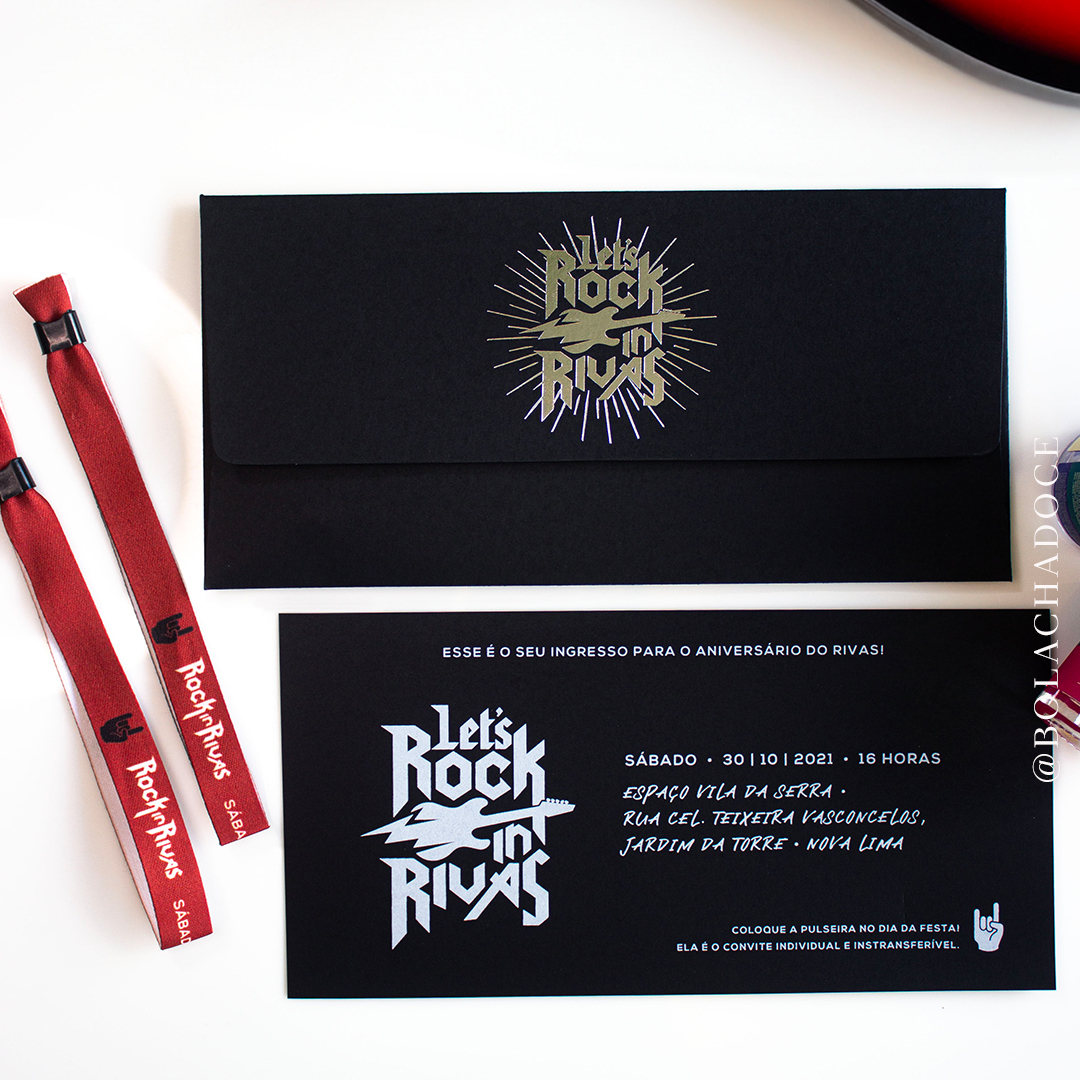 Let's
Rock
in
Rivas
ESSE É O SEU INGRESSO PARA O ANIVERSÁRIO DO RIVAS!
Let's
Rock
in
Rivas
SÁBADO • 30 | 10 | 2021 • 16 HORAS
ESPAÇO VILA DA SERRA •
RUA CEL. TEIXEIRA VASCONCELOS,
JARDIM DA TORRE • NOVA LIMA
COLOQUE A PULSEIRA NO DIA DA FESTA!
ELA É O CONVITE INDIVIDUAL E INSTRANSFERÍVEL.
Rock in Rivas
SÁBA
Rock in Rivas
SÁBAD
@BOLACHADOCE